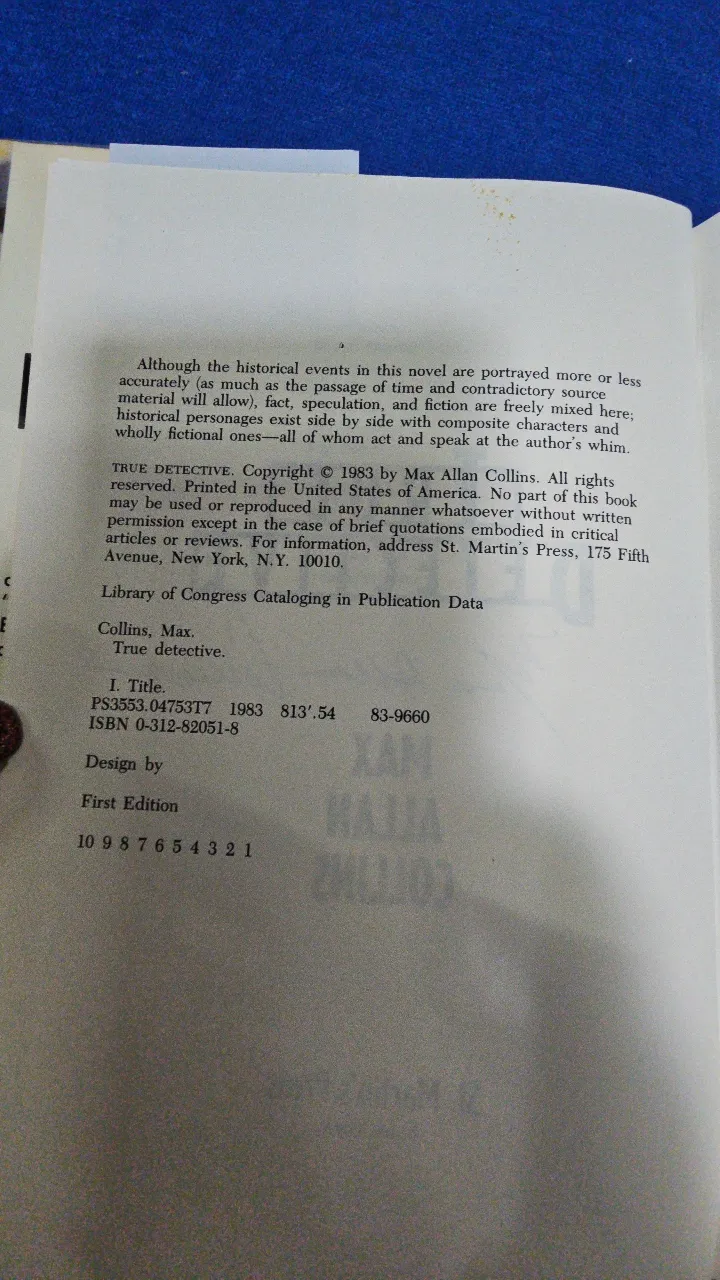 Although the historical events in this novel are portrayed more or less
accurately (as much as the passage of time and contradictory source
material will allow), fact, speculation, and fiction are freely mixed here;
historical personages exist side by side with composite characters and
wholly fictional ones—all of whom act and speak at the author's whim.
TRUE DETECTIVE. Copyright © 1983 by Max Allan Collins. All rights
reserved. Printed in the United States of America. No part of this book
may be used or reproduced in any manner whatsoever without written
permission except in the case of brief quotations embodied in critical
articles or reviews. For information, address St. Martin's Press, 175 Fifth
Avenue, New York, N.Y. 10010.
Library of Congress Cataloging in Publication Data
Collins, Max.
True detective.
I. Title.
PS3553.04753T7 1983 813'.54 83-9660
ISBN 0-312-82051-8
Design by
First Edition
10 9 8 7 6 5 4 3 2 1
MAX
ALLAN
COLLINS
St. Martin's Press